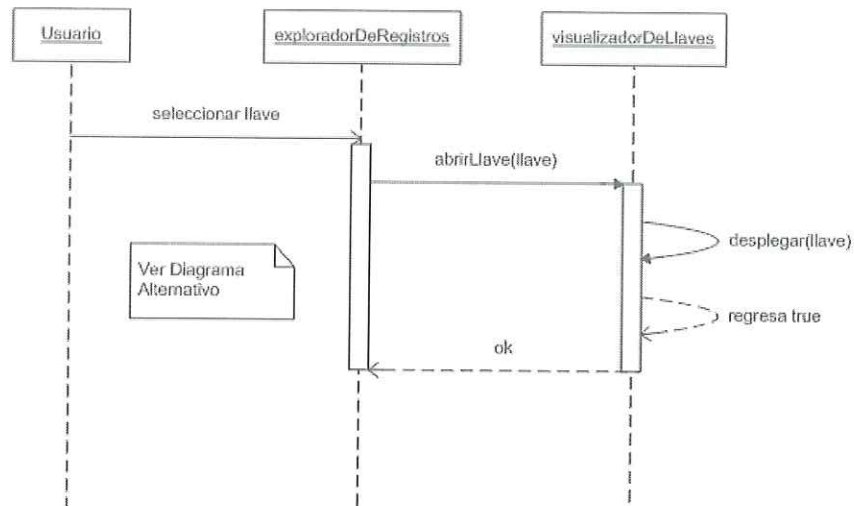 Usuario
exploradorDeRegistros
visualizadorDeLlaves
seleccionar llave
abrirLlave(llave)
desplegar(llave)
Ver Diagrama
Alternativo
regresa true
ok